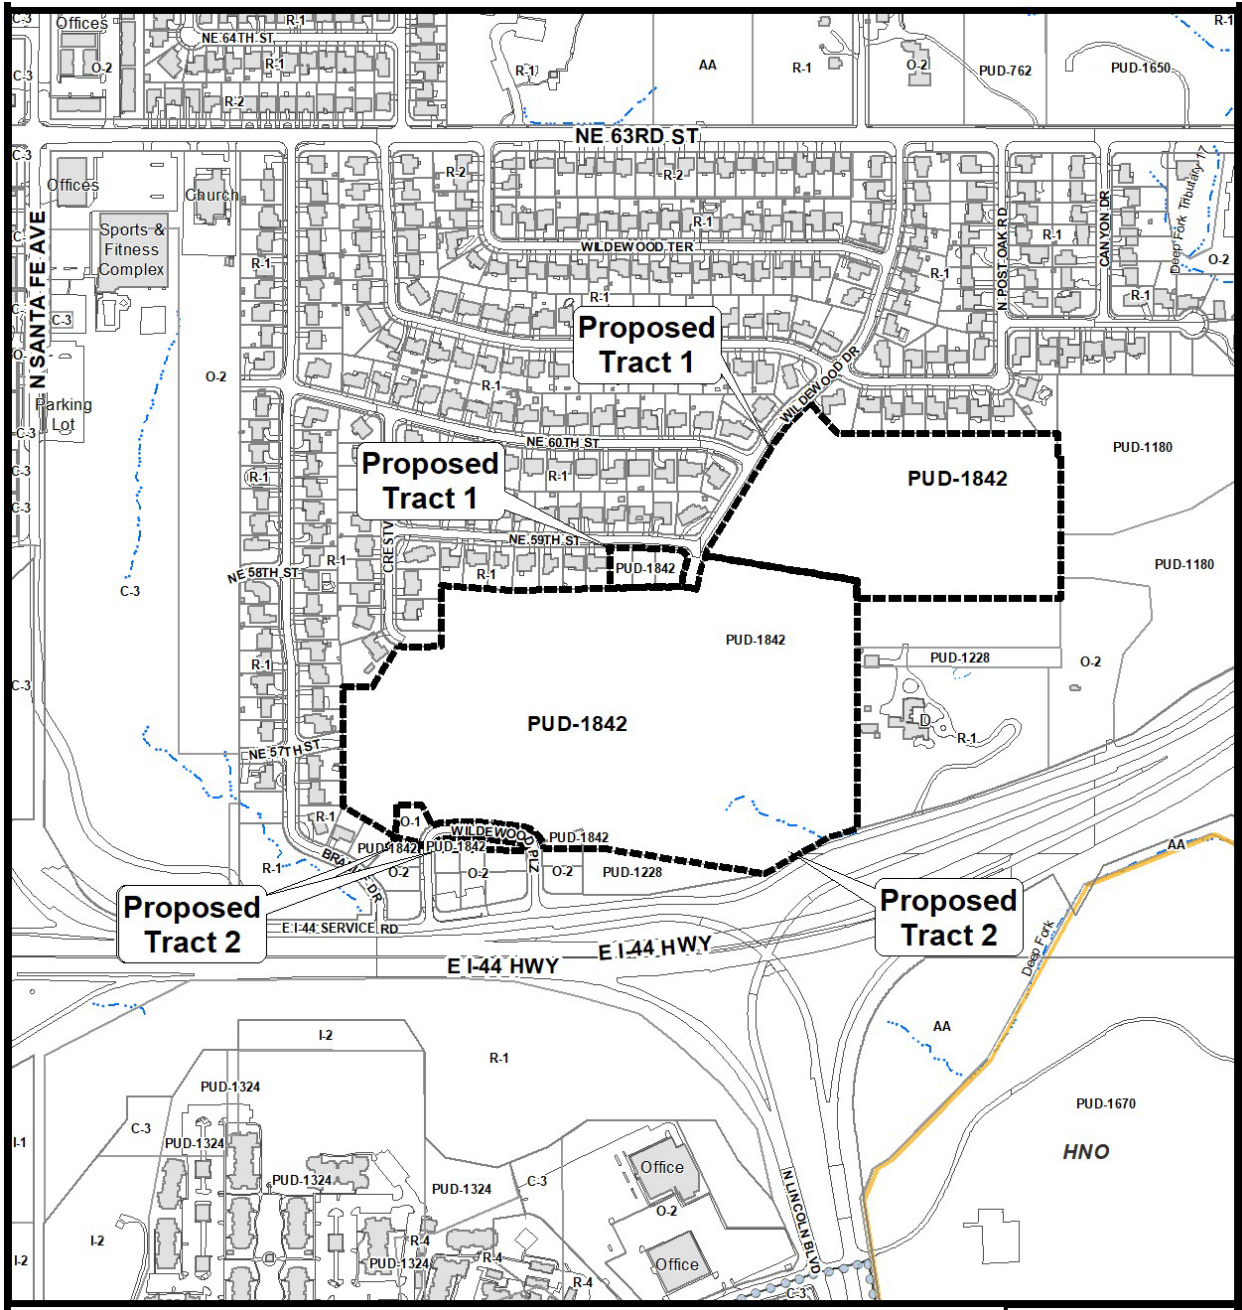 C-3
Offices
R-1
R-1
NE 64TH ST
O-2
R-1
R-1
AA
R-1
O-2
PUD-762
PUD-1650
C-3
R-2
NE 63RD ST
C-3
Offices
Church
R-2
R-2
Deep Fork Tributary 17
N SANTA FE AVE
Sports &
Fitness
Complex
R-1
R-1
WILDEWOOD TER
N POST OAK RD
R-1
CANYON DR
O-2
R-1
R-1
R-1
C-3
Proposed
Tract 1
WILDEWOOD DR
O-2
R-1
Parking
Lot
C-3
NE 60TH ST
PUD-1180
Proposed
Tract 1
R-1
R-1
PUD-1842
C-3
C-3
CRESTV
NE 59TH ST
R-1
R-1
PUD-1842
PUD-1180
NE 58TH ST
C-3
PUD-1842
R-1
PUD-1228
O-2
C-3
PUD-1842
D
R-1
NE 57TH ST
R-1
O-1
WILDEWOOD PLZ
PUD-1842
PUD-1842
PUD-1842
R-1
BRA
E DR
O-2
O-2
O-2
PUD-1228
AA
Proposed
Tract 2
Proposed
Tract 2
E I-44 SERVICE RD
E I-44 HWY
E I-44 HWY
Deep Fork
I-2
AA
R-1
PUD-1324
PUD-1670
C-3
I-1
PUD-1324
HNO
PUD-1324
PUD-1324
C-3
Office
O-2
N LINCOLN BLVD
I-2
R-4
I-2
PUD-1324
R-4
Office
R-4
C-3